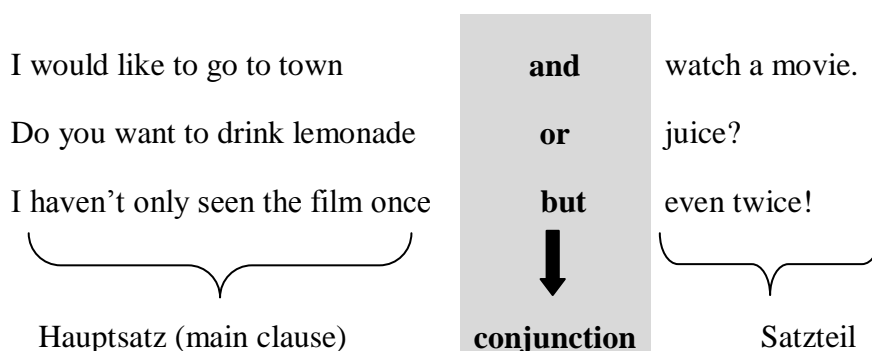 I would like to go to town and watch a movie.
Do you want to drink lemonade or juice?
I haven’t only seen the film once but even twice!
Hauptsatz (main clause) conjunction Satzteil